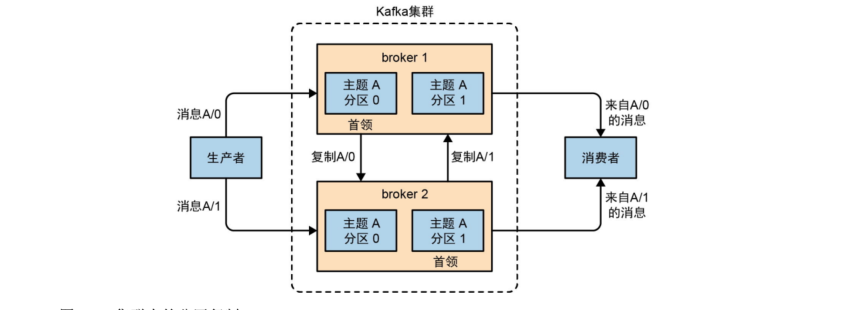 Kafka集群
broker 1
主题 A
分区 0
主题 A
分区 1
首领
消息A/0
来自A/0
的消息
生产者
复制A/0
复制A/1
消费者
消息A/1
来自A/1
的消息
broker 2
主题 A
分区 0
主题 A
分区 1
首领